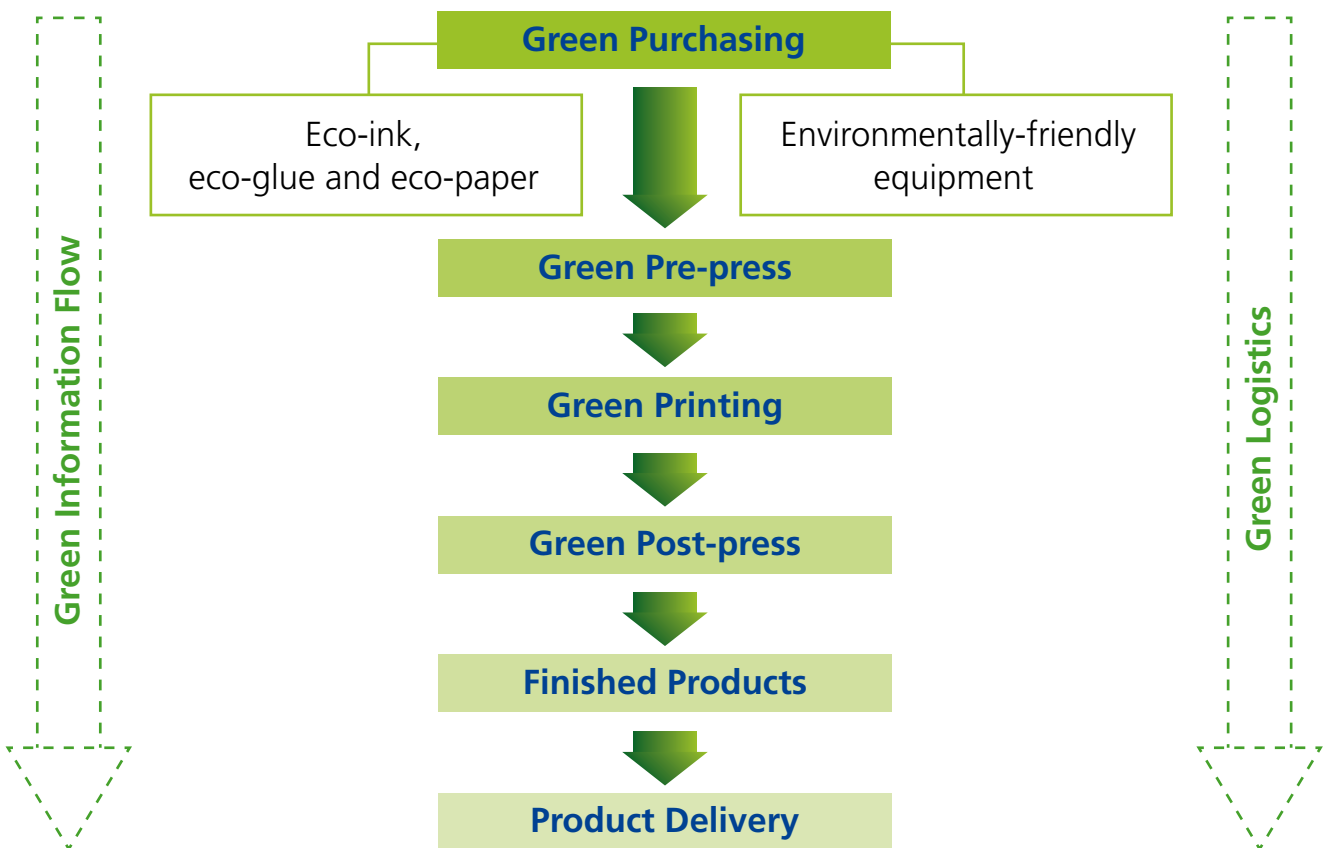 Green Purchasing
Eco-ink,
eco-glue and eco-paper
Environmentally-friendly
equipment
Green Pre-press
Green Printing
Green Post-press
Finished Products
Product Delivery
Green Information Flow
Green Logistics